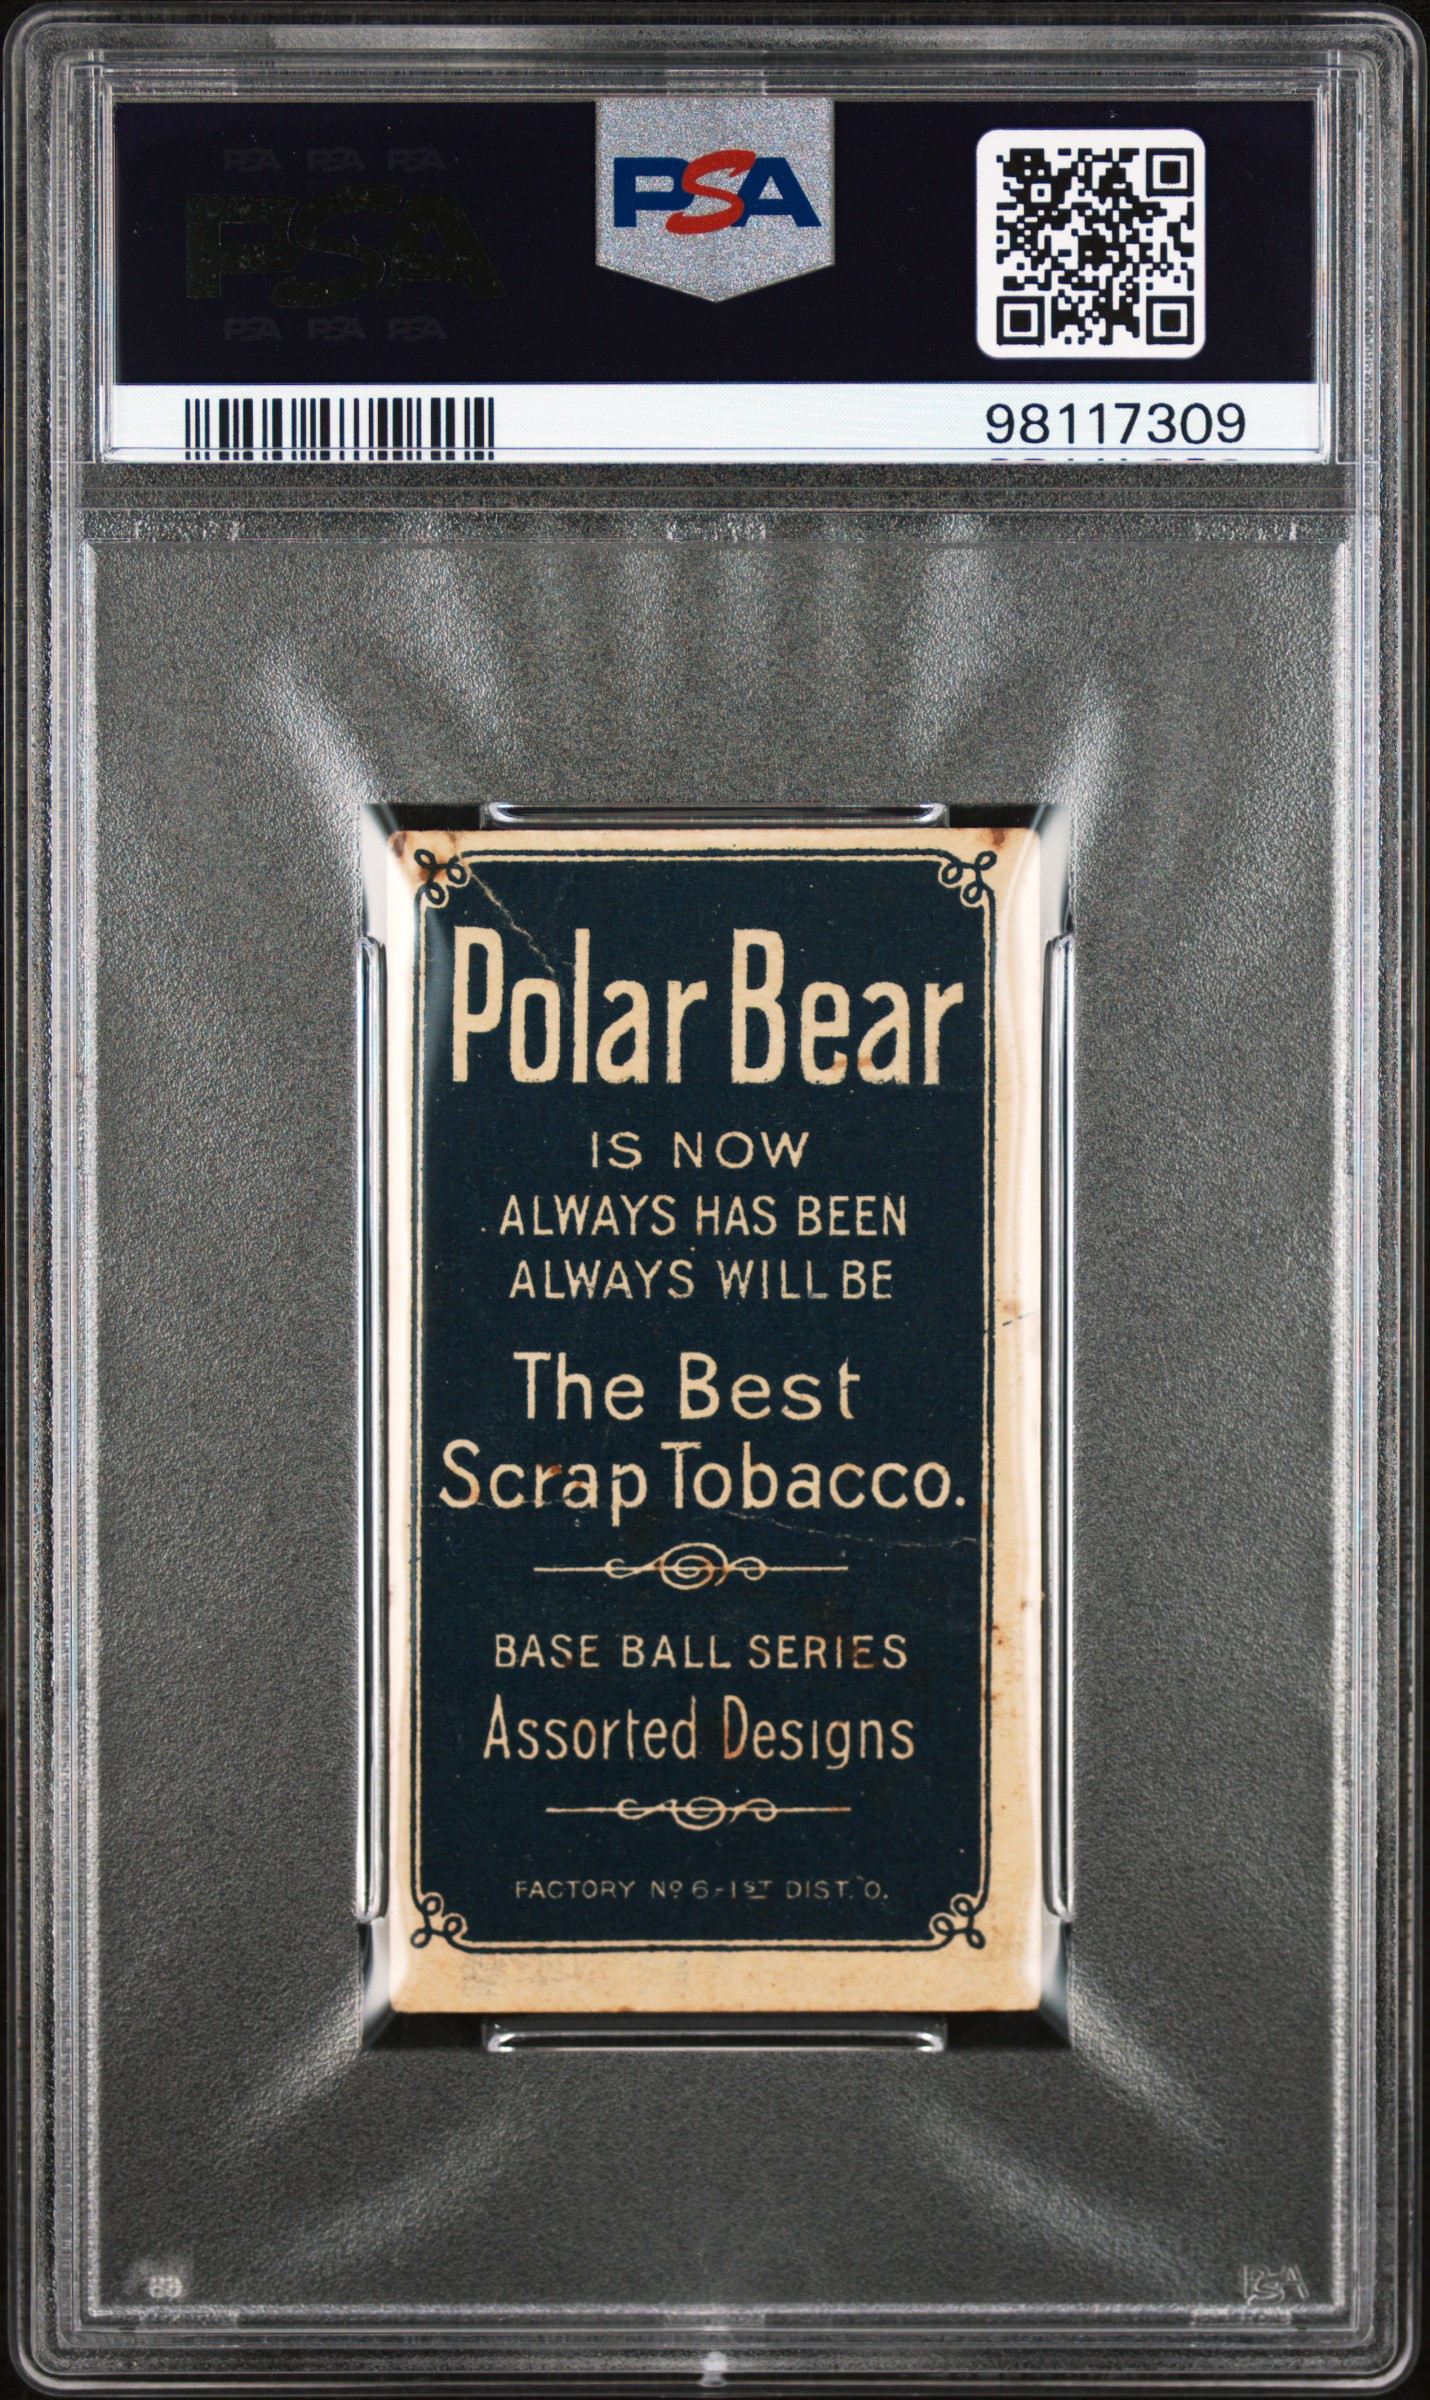 PSA PSA PSA
PSA
PSA PSA PSA
PSA
98117309
Polar Bear
IS NOW
ALWAYS HAS BEEN
ALWAYS WILL BE
The Best
Scrap Tobacco.
BASE BALL SERIES
Assorted Designs
FACTORY Nº 6-1ST DIST. O.
PSA